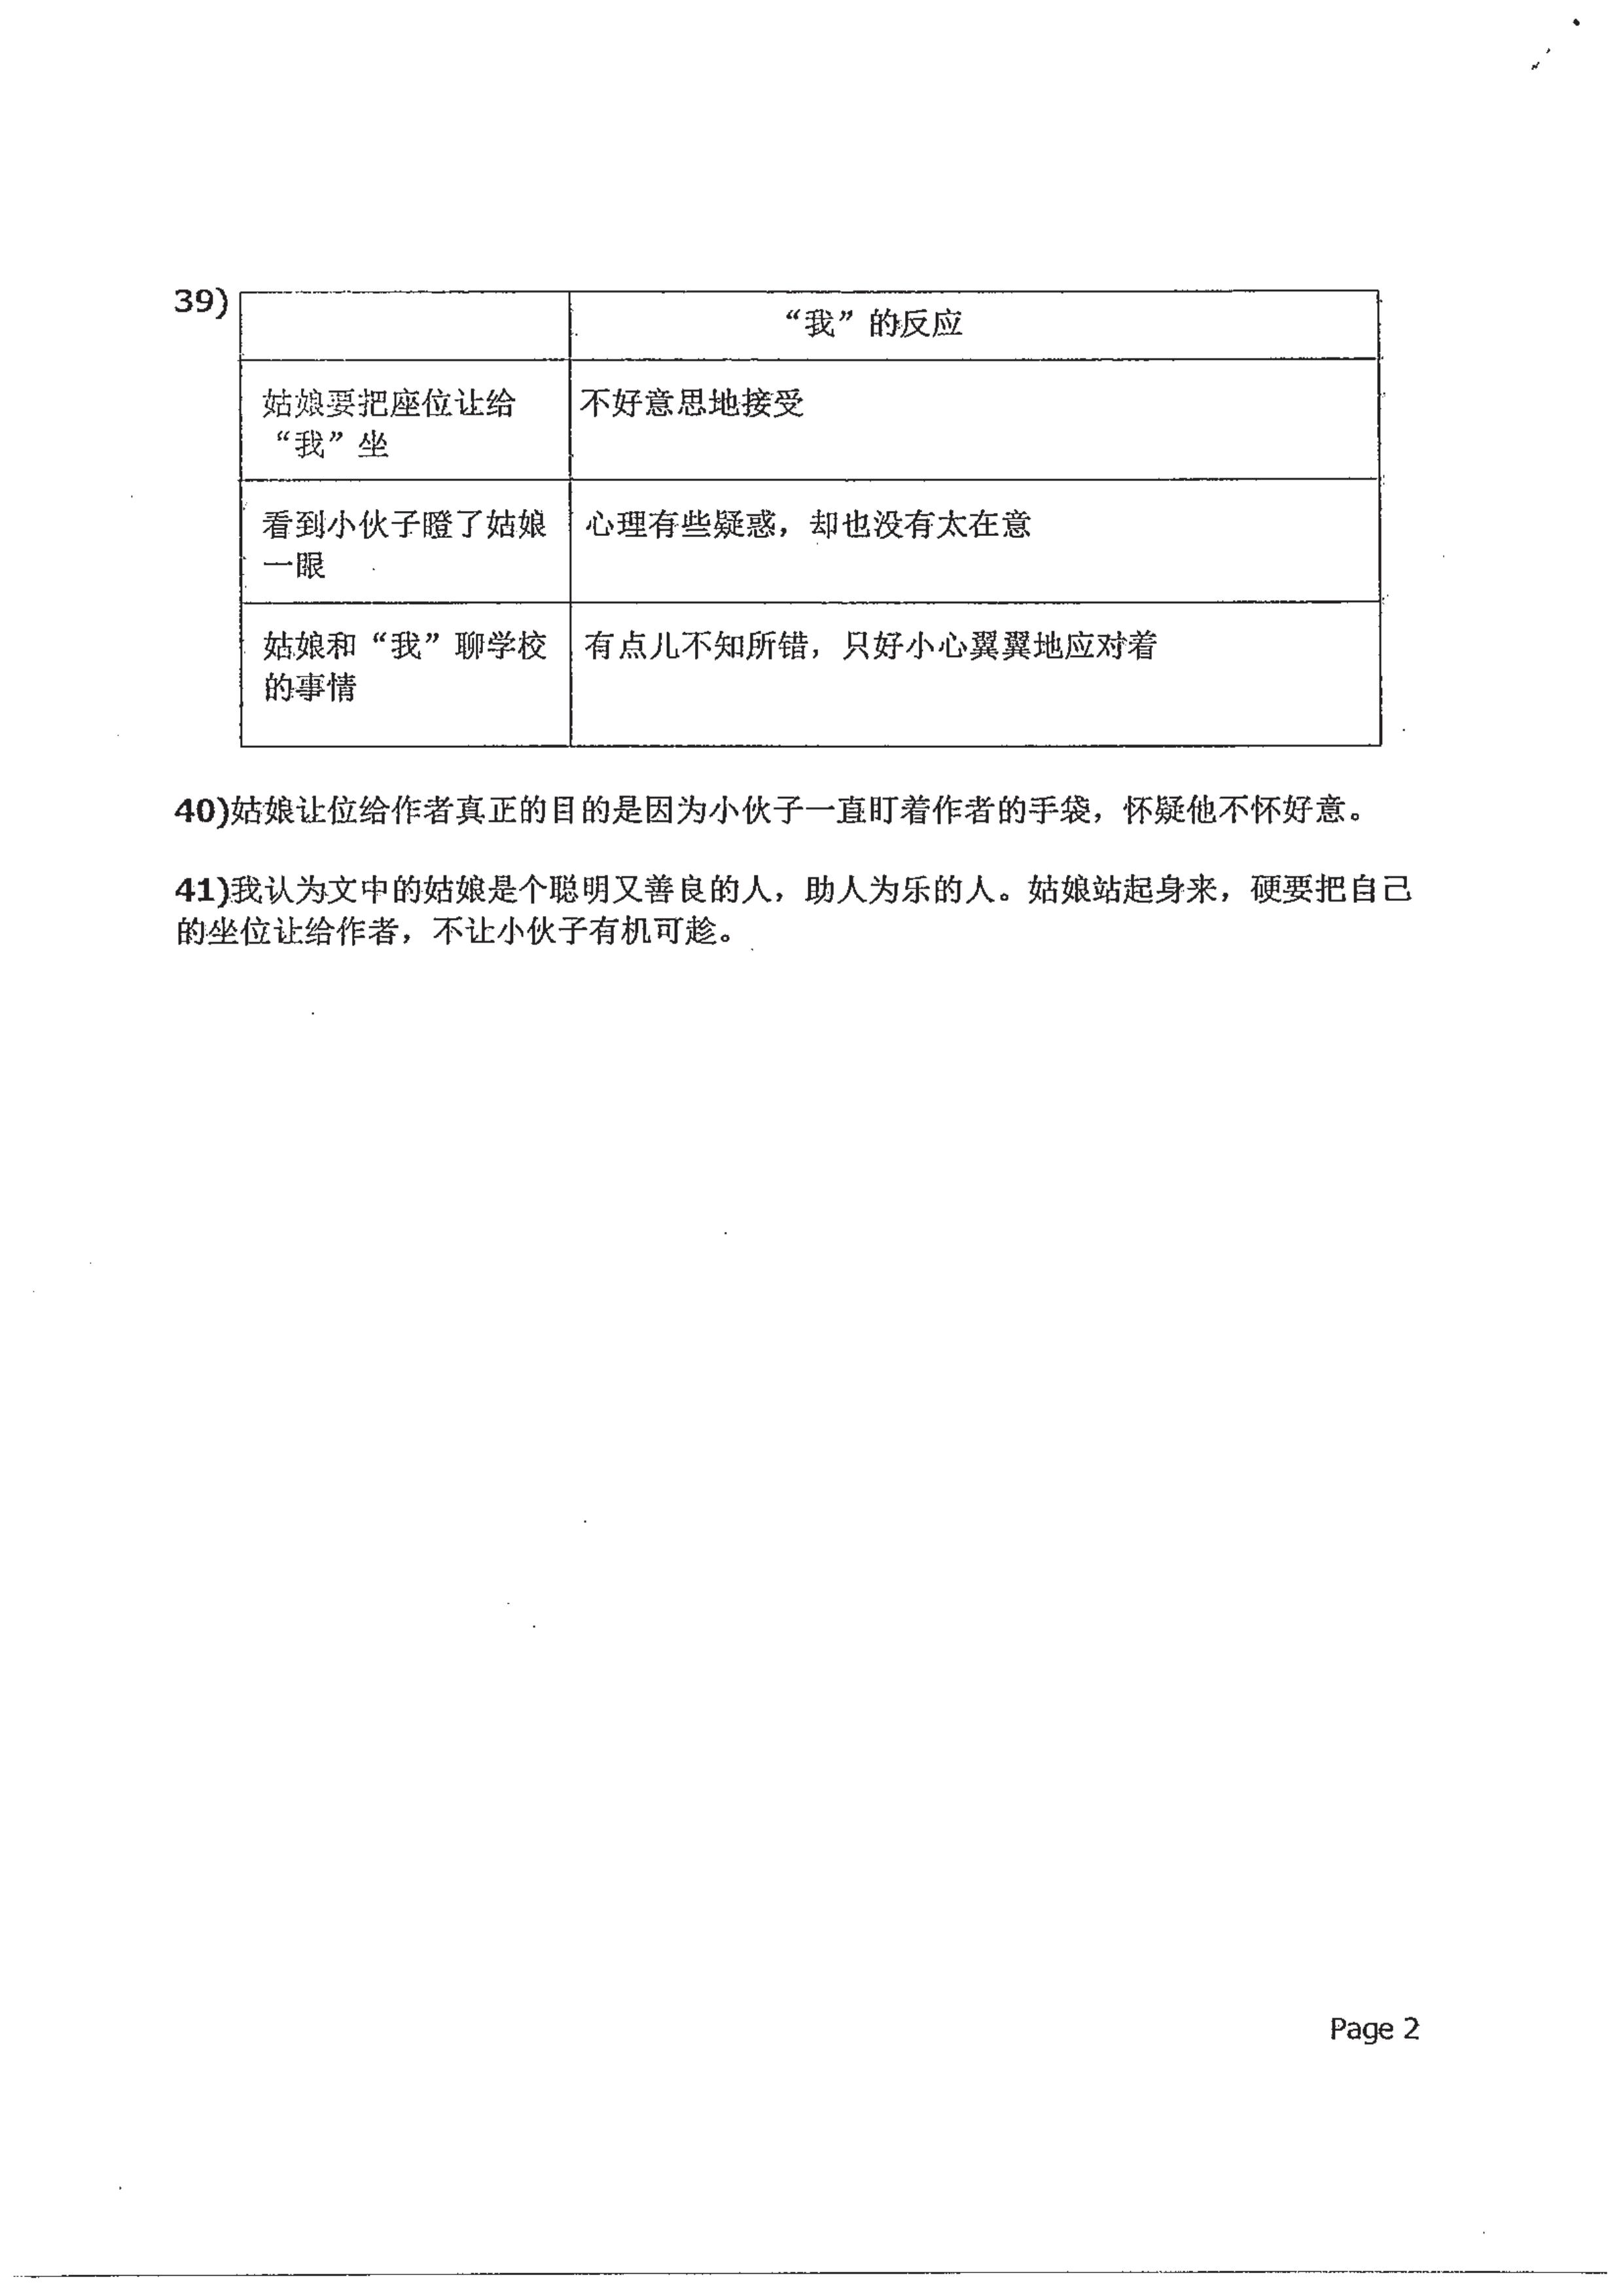 39)
“我”的反应
姑娘要把座位让给
“我”坐
不好意思地接受
看到小伙子瞪了姑娘
一眼
心理有些疑惑，却也没有太在意
姑娘和“我”聊学校
的事情
有点儿不知所错，只好小心翼翼地应对着
40)姑娘让位给作者真正的目的是因为小伙子一直盯着作者的手袋，怀疑他不怀好意。
41)我认为文中的姑娘是个聪明又善良的人，助人为乐的人。姑娘站起身来，硬要把自己
的坐位让给作者，不让小伙子有机可趁。
Page 2